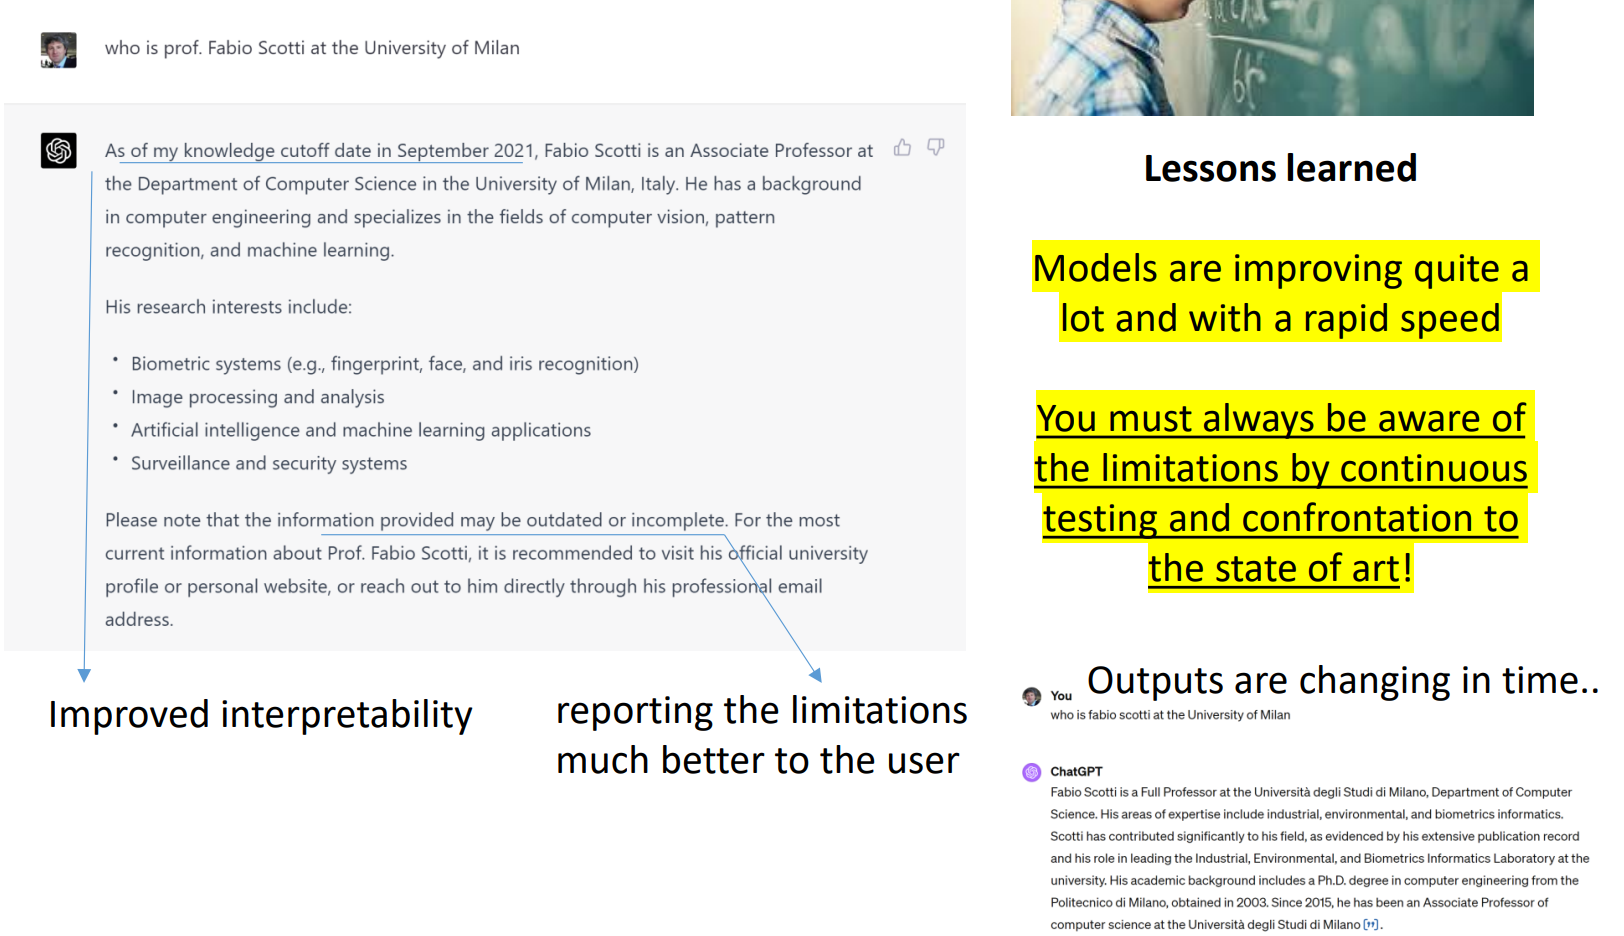 who is prof. Fabio Scotti at the University of Milan
As of my knowledge cutoff date in September 2021, Fabio Scotti is an Associate Professor at
the Department of Computer Science in the University of Milan, Italy. He has a background
in computer engineering and specializes in the fields of computer vision, pattern
recognition, and machine learning.
His research interests include:
• Biometric systems (e.g., fingerprint, face, and iris recognition)
• Image processing and analysis
• Artificial intelligence and machine learning applications
• Surveillance and security systems
Please note that the information provided may be outdated or incomplete. For the most
current information about Prof. Fabio Scotti, it is recommended to visit his official university
profile or personal website, or reach out to him directly through his professional email
address.
Improved interpretability
reporting the limitations
much better to the user
Lessons learned
Models are improving quite a
lot and with a rapid speed
You must always be aware of
the limitations by continuous
testing and confrontation to
the state of art!
Outputs are changing in time..
You
who is fabio scotti at the University of Milan
ChatGPT
Fabio Scotti is a Full Professor at the Università degli Studi di Milano, Department of Computer
Science. His areas of expertise include industrial, environmental, and biometrics informatics.
Scotti has contributed significantly to his field, as evidenced by his extensive publication record
and his role in leading the Industrial, Environmental, and Biometrics Informatics Laboratory at the
university. His academic background includes a Ph.D. degree in computer engineering from the
Politecnico di Milano, obtained in 2003. Since 2015, he has been an Associate Professor of
computer science at the Università degli Studi di Milano ["].